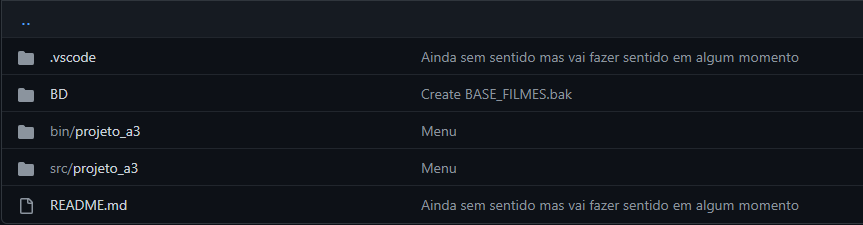 ..
.vscode Ainda sem sentido mas vai fazer sentido em algum momento
BD Create BASE_FILMES.bak
bin/projeto_a3 Menu
src/projeto_a3 Menu
README.md Ainda sem sentido mas vai fazer sentido em algum momento